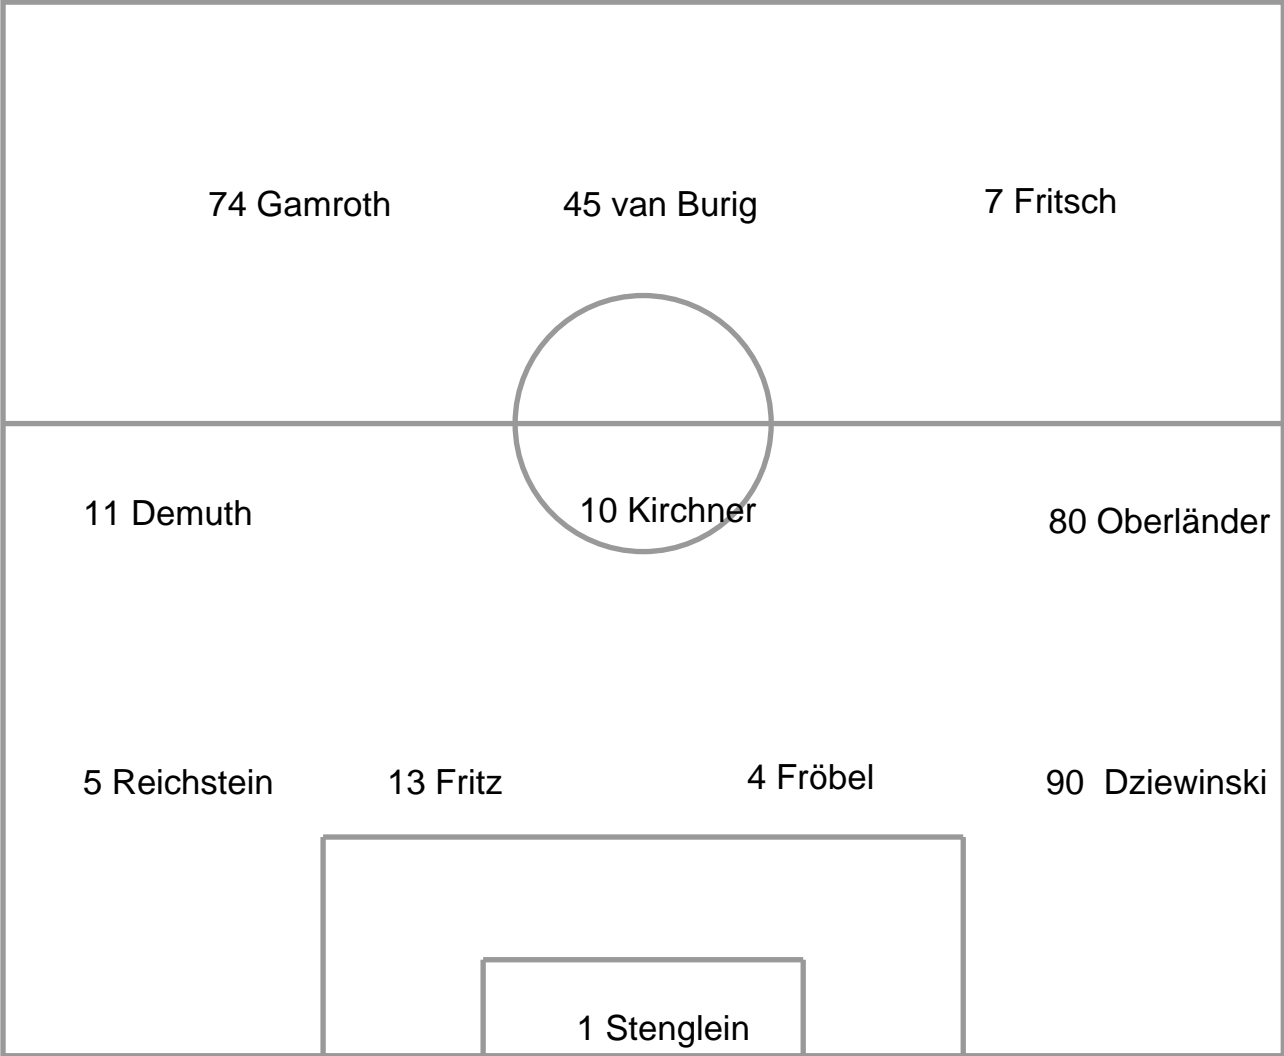 74 Gamroth
45 van Burig
7 Fritsch
11 Demuth
10 Kirchner
80 Oberländer
5 Reichstein
13 Fritz
4 Fröbel
90  Dziewinski
1 Stenglein